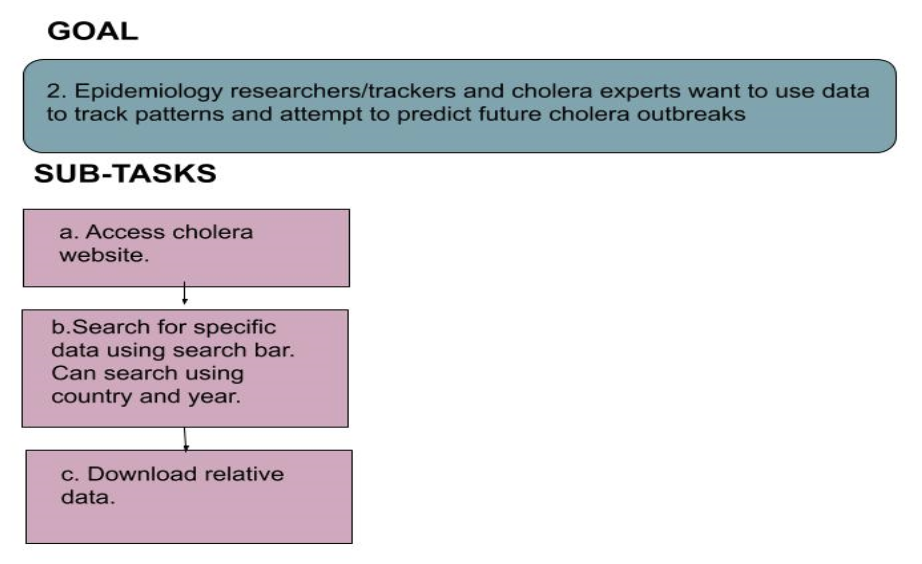 GOAL
2. Epidemiology researchers/trackers and cholera experts want to use data
to track patterns and attempt to predict future cholera outbreaks
SUB-TASKS
a. Access cholera
website.
b.Search for specific
data using search bar.
Can search using
country and year.
c. Download relative
data.